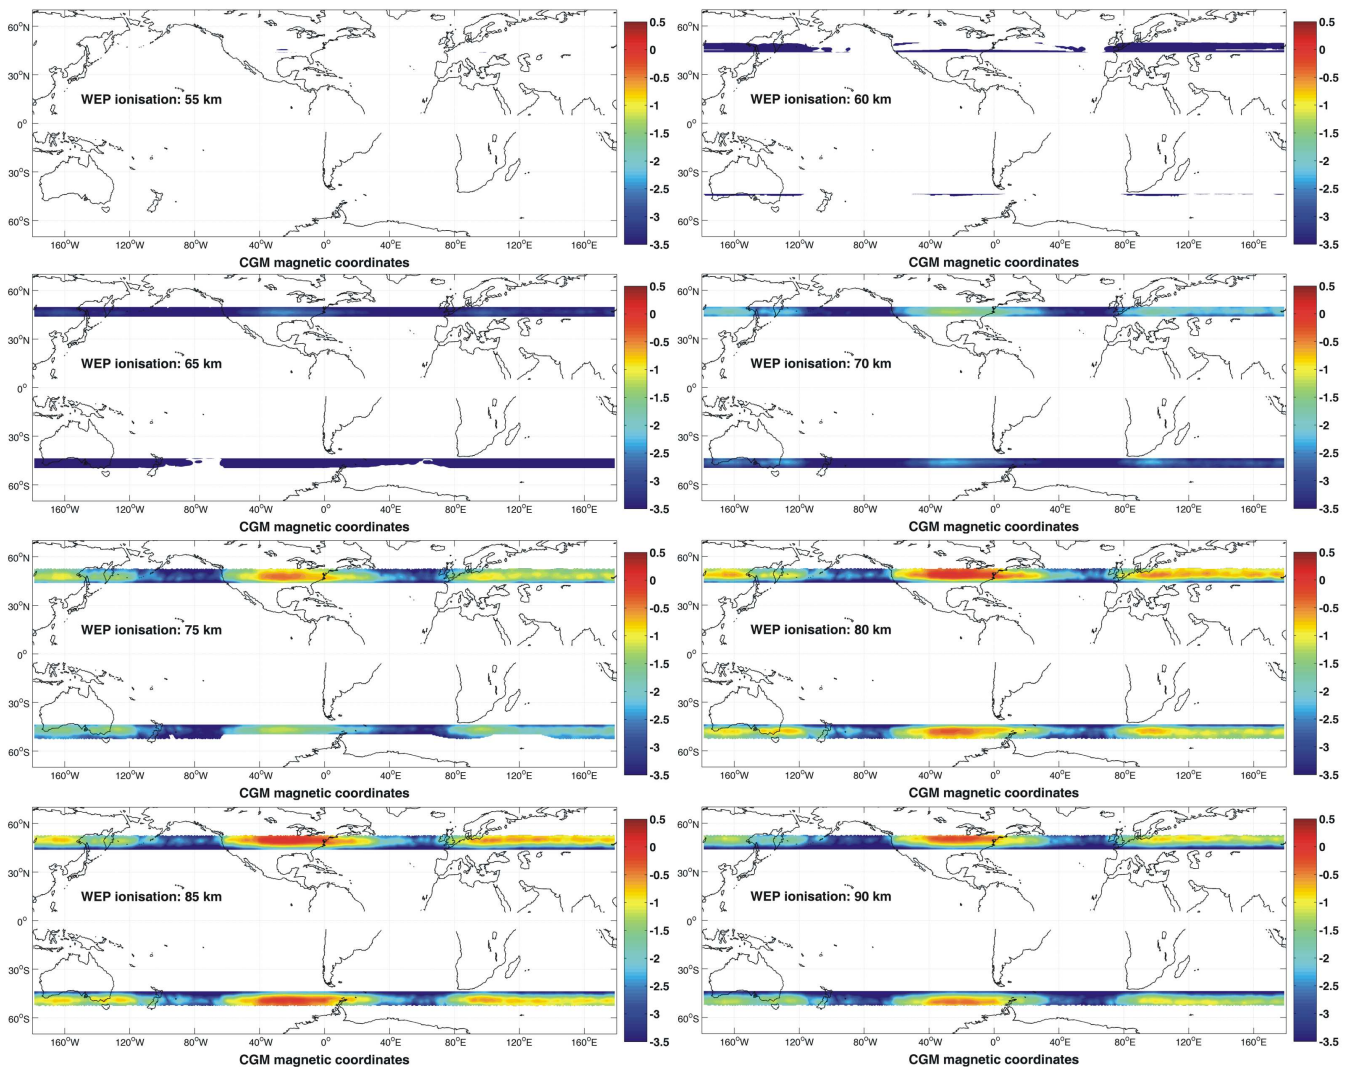 60°N
30°N
0°
30°S
60°S
WEP ionisation: 55 km
160°W 120°W 80°W 40°W 0° 40°E 80°E 120°E 160°E
CGM magnetic coordinates
0.5
0
-0.5
-1
-1.5
-2
-2.5
-3
-3.5
60°N
30°N
0°
30°S
60°S
WEP ionisation: 60 km
160°W 120°W 80°W 40°W 0° 40°E 80°E 120°E 160°E
CGM magnetic coordinates
0.5
0
-0.5
-1
-1.5
-2
-2.5
-3
-3.5
60°N
30°N
0°
30°S
60°S
WEP ionisation: 65 km
160°W 120°W 80°W 40°W 0° 40°E 80°E 120°E 160°E
CGM magnetic coordinates
0.5
0
-0.5
-1
-1.5
-2
-2.5
-3
-3.5
60°N
30°N
0°
30°S
60°S
WEP ionisation: 70 km
160°W 120°W 80°W 40°W 0° 40°E 80°E 120°E 160°E
CGM magnetic coordinates
0.5
0
-0.5
-1
-1.5
-2
-2.5
-3
-3.5
60°N
30°N
0°
30°S
60°S
WEP ionisation: 75 km
160°W 120°W 80°W 40°W 0° 40°E 80°E 120°E 160°E
CGM magnetic coordinates
0.5
0
-0.5
-1
-1.5
-2
-2.5
-3
-3.5
60°N
30°N
0°
30°S
60°S
WEP ionisation: 80 km
160°W 120°W 80°W 40°W 0° 40°E 80°E 120°E 160°E
CGM magnetic coordinates
0.5
0
-0.5
-1
-1.5
-2
-2.5
-3
-3.5
60°N
30°N
0°
30°S
60°S
WEP ionisation: 85 km
160°W 120°W 80°W 40°W 0° 40°E 80°E 120°E 160°E
CGM magnetic coordinates
0.5
0
-0.5
-1
-1.5
-2
-2.5
-3
-3.5
60°N
30°N
0°
30°S
60°S
WEP ionisation: 90 km
160°W 120°W 80°W 40°W 0° 40°E 80°E 120°E 160°E
CGM magnetic coordinates
0.5
0
-0.5
-1
-1.5
-2
-2.5
-3
-3.5